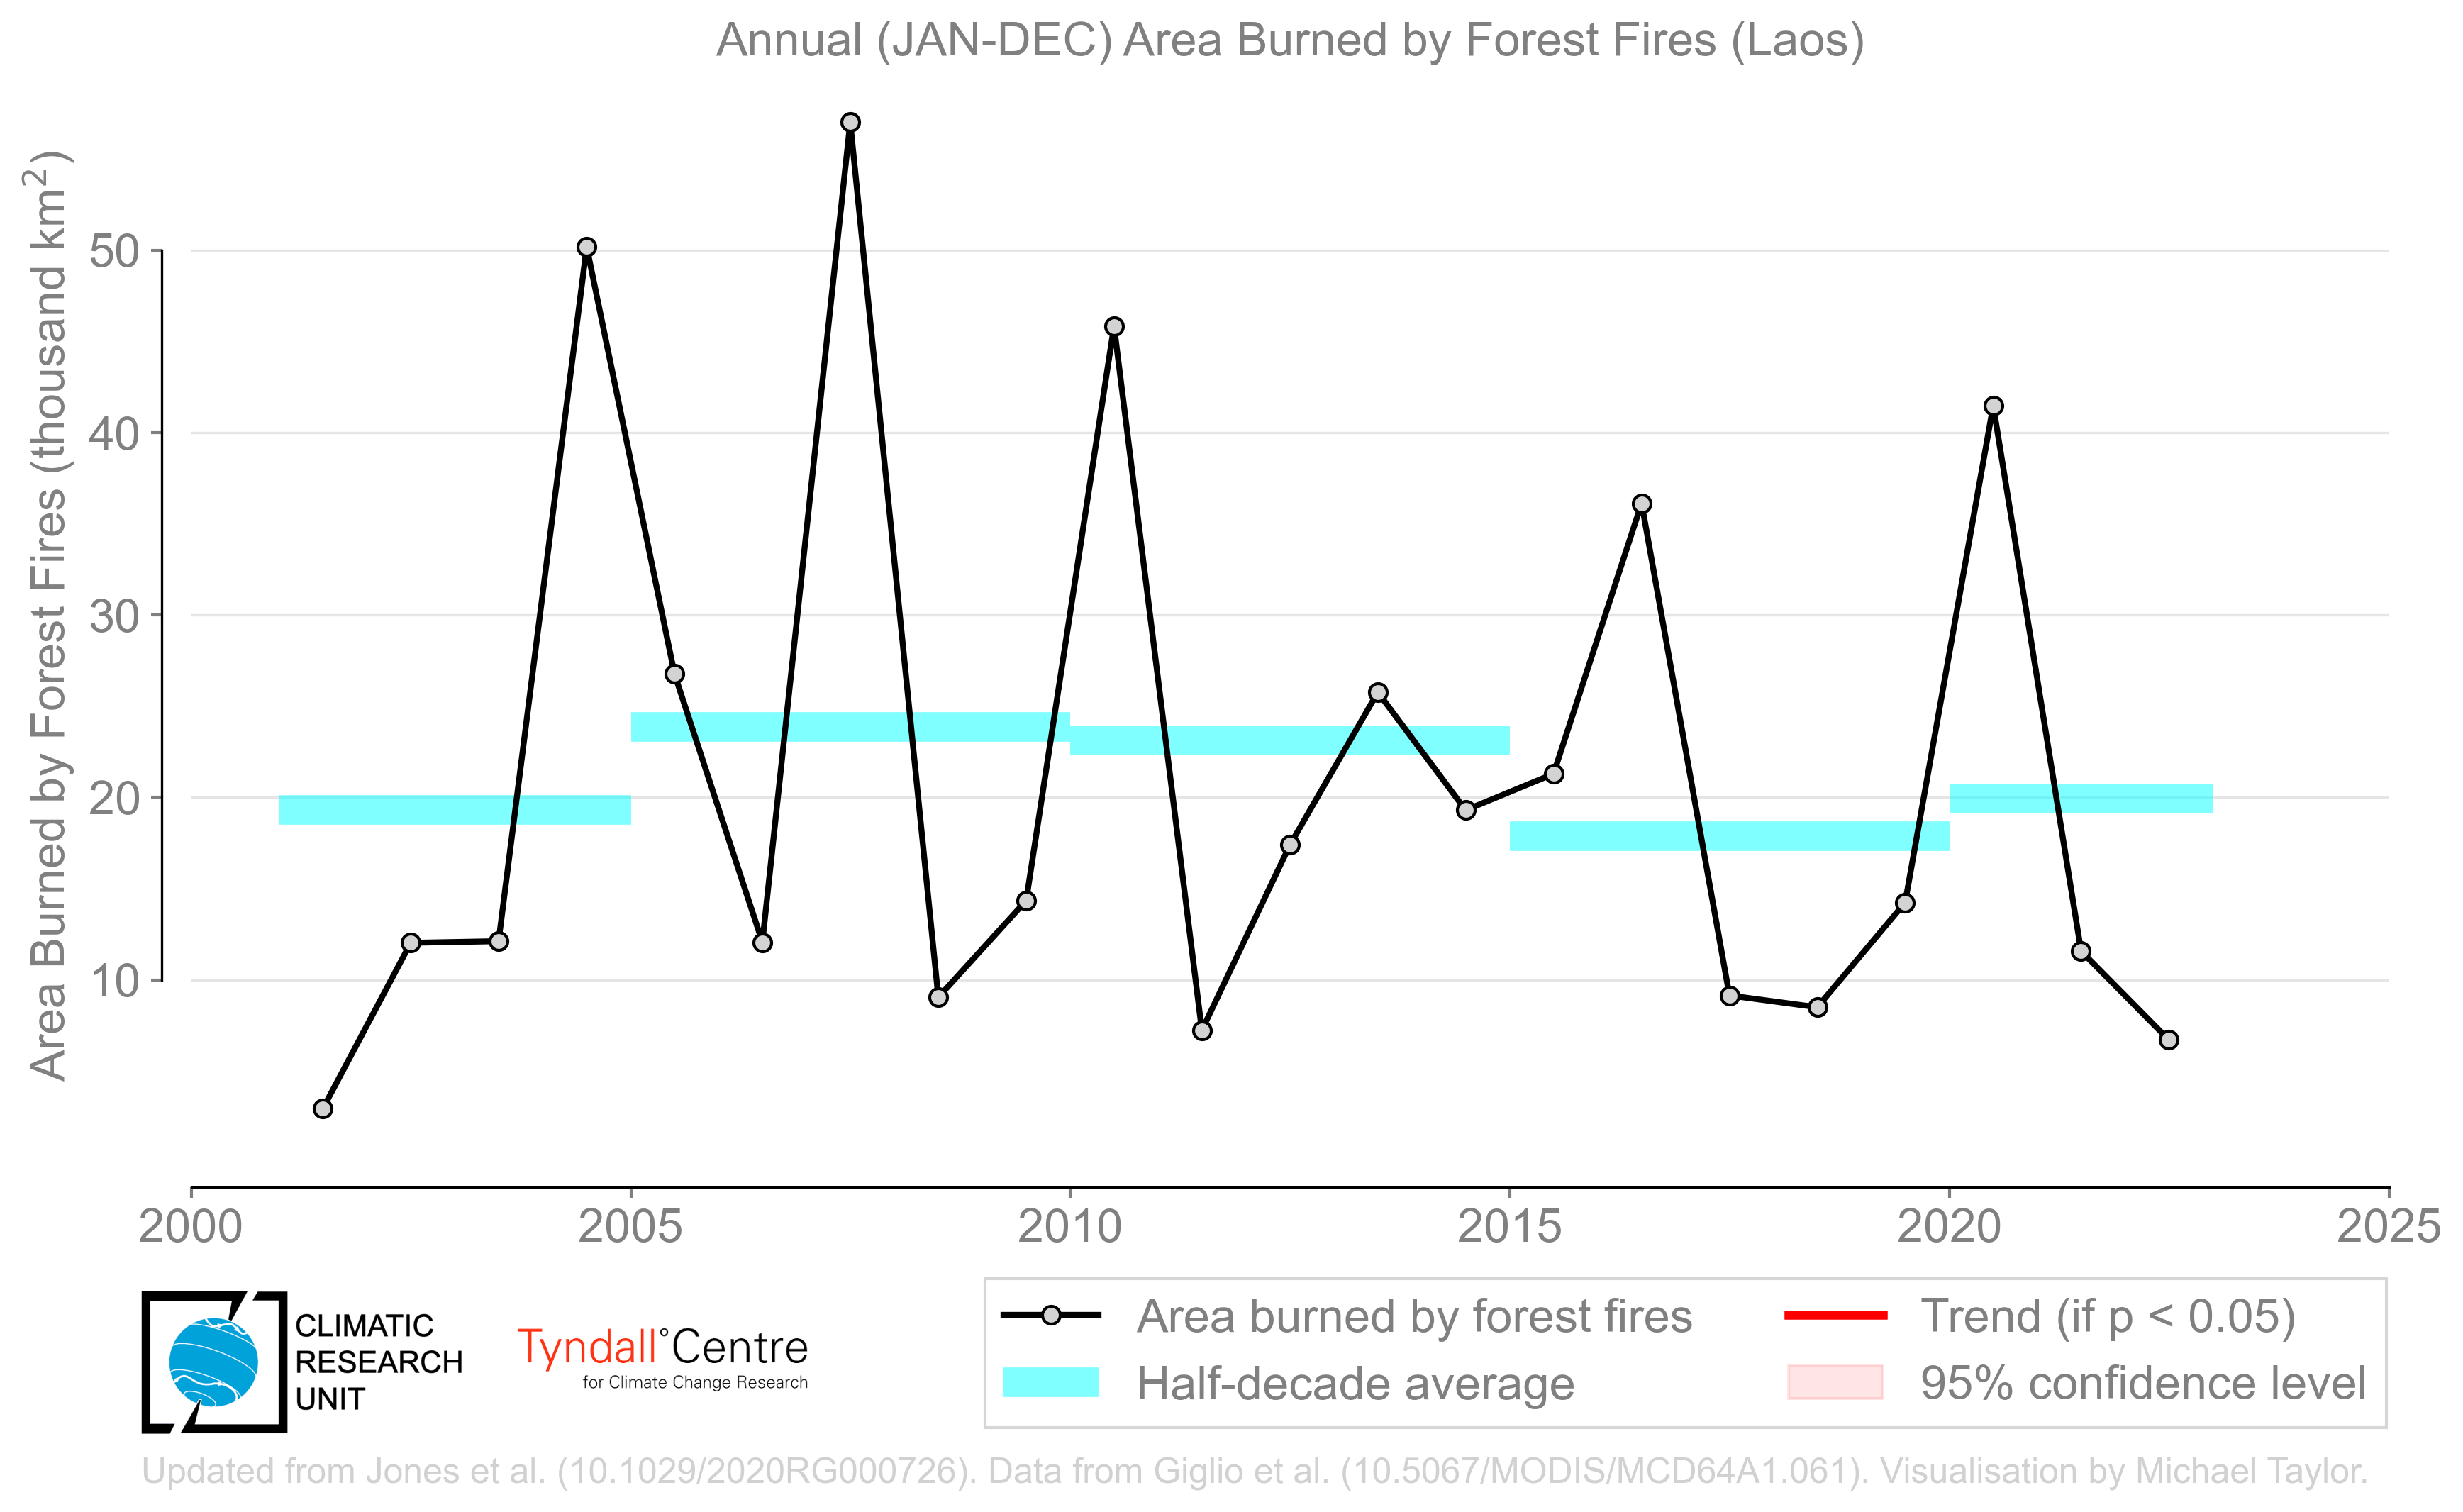 Annual (JAN-DEC) Area Burned by Forest Fires (Laos)
Area Burned by Forest Fires (thousand km²)
50
40
30
20
10
2000 2005 2010 2015 2020 2025
CLIMATIC
RESEARCH
UNIT
Tyndall°Centre
for Climate Change Research
Area burned by forest fires
Half-decade average
Trend (if p < 0.05)
95% confidence level
Updated from Jones et al. (10.1029/2020RG000726). Data from Giglio et al. (10.5067/MODIS/MCD64A1.061). Visualisation by Michael Taylor.